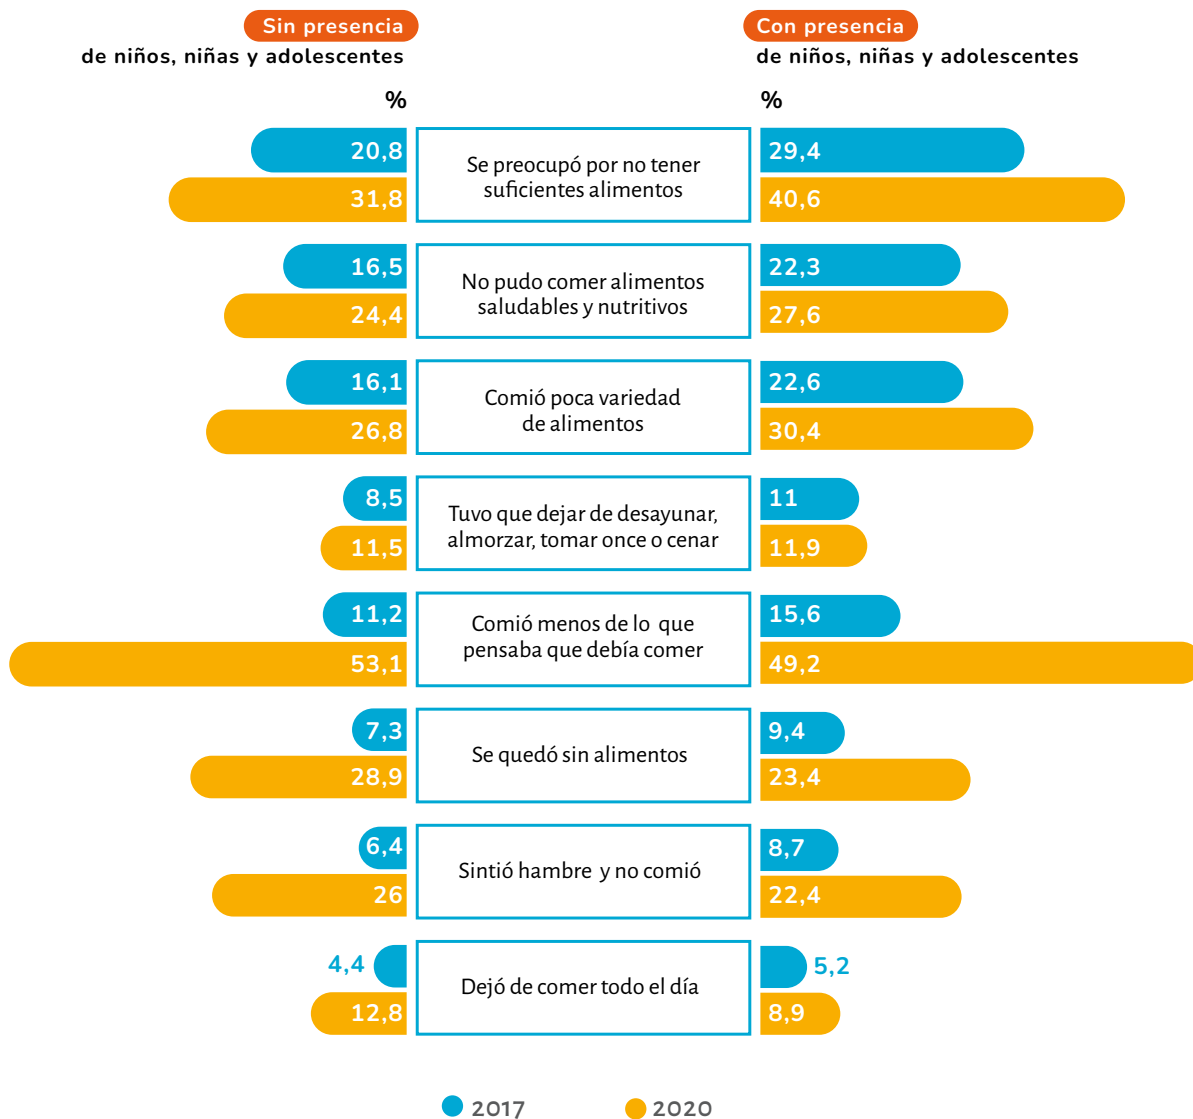 Sin presencia
de niños, niñas y adolescentes
Con presencia
de niños, niñas y adolescentes
%
%
20,8
31,8
Se preocupó por no tener
suficientes alimentos
29,4
40,6
16,5
24,4
No pudo comer alimentos
saludables y nutritivos
22,3
27,6
16,1
26,8
Comió poca variedad
de alimentos
22,6
30,4
8,5
11,5
Tuvo que dejar de desayunar,
almorzar, tomar once o cenar
11
11,9
11,2
53,1
Comió menos de lo que
pensaba que debía comer
15,6
49,2
7,3
28,9
Se quedó sin alimentos
9,4
23,4
6,4
26
Sintió hambre y no comió
8,7
22,4
4,4
12,8
Dejó de comer todo el día
5,2
8,9
2017
2020